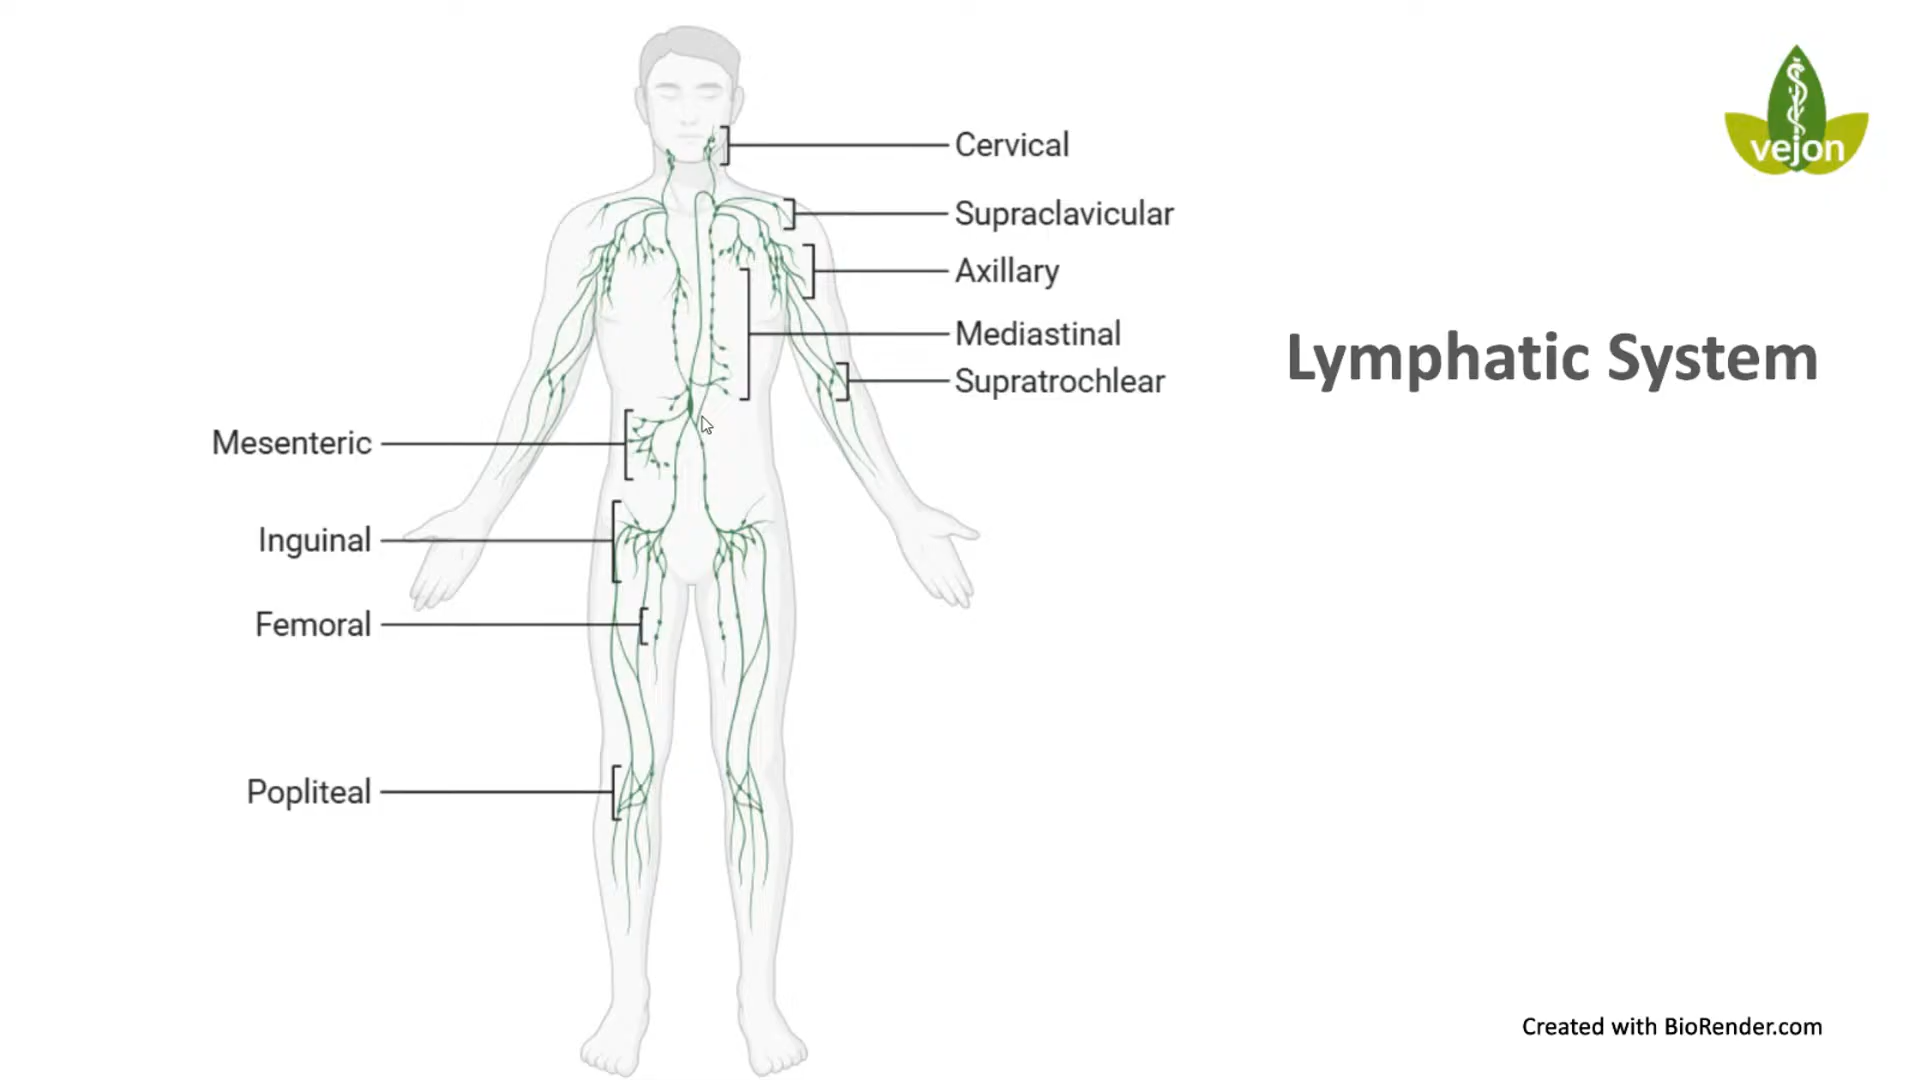 Cervical
Supraclavicular
Axillary
Mediastinal
Supratrochlear
Mesenteric
Inguinal
Femoral
Popliteal
Lymphatic System
vejon
Created with BioRender.com